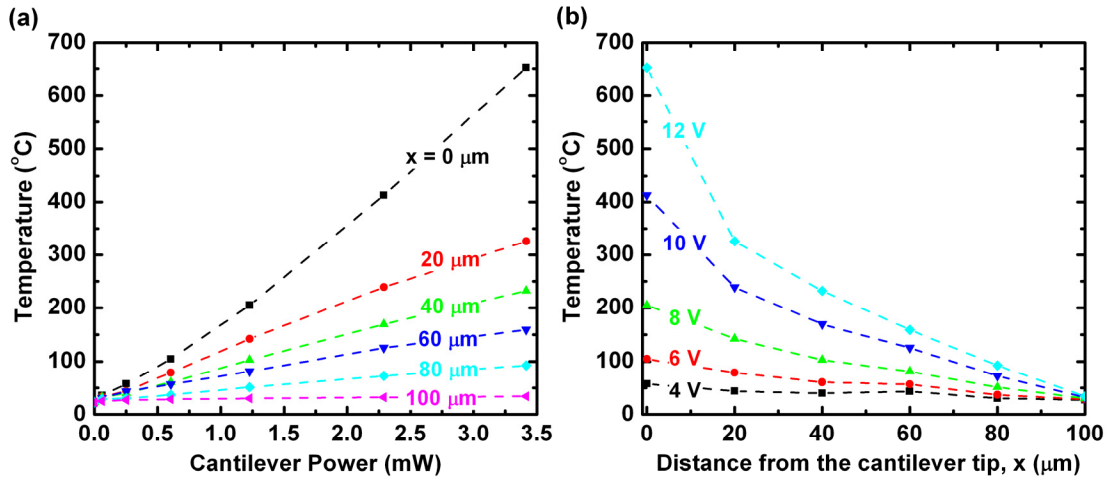 (a)
700
600
500
400
300
200
100
0
Temperature (°C)
x = 0 μm
20 μm
40 μm
60 μm
80 μm
100 μm
0.0 0.5 1.0 1.5 2.0 2.5 3.0 3.5
Cantilever Power (mW)
(b)
700
600
500
400
300
200
100
0
Temperature (°C)
12 V
10 V
8 V
6 V
4 V
0 20 40 60 80 100
Distance from the cantilever tip, x (μm)